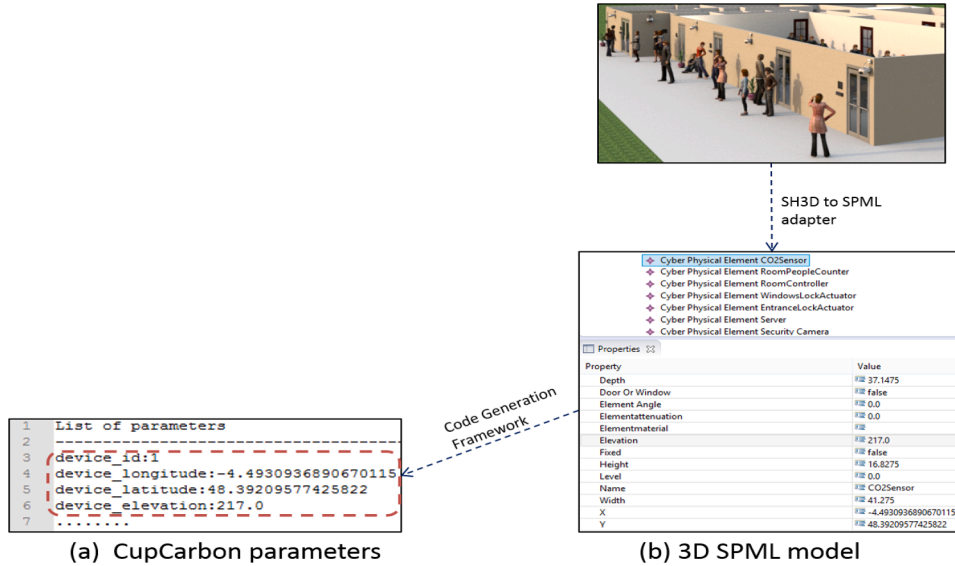 SH3D to SPML
adapter
Cyber Physical Element CO2Sensor
Cyber Physical Element RoomPeopleCounter
Cyber Physical Element RoomController
Cyber Physical Element WindowsLockActuator
Cyber Physical Element EntranceLockActuator
Cyber Physical Element Server
Cyber Physical Element Security Camera
Properties
Property Value
Depth 37.1475
Door Or Window false
Element Angle 0.0
Elementattenuation 0.0
Elementmaterial
Elevation 217.0
Fixed false
Height 16.8275
Level 0.0
Name CO2Sensor
Width 41.275
X -4.4930936890670115
Y 48.39209577425822
Code Generation
Framework
1 List of parameters
2 --------------------------------
3 device_id:1
4 device_longitude:-4.4930936890670115
5 device_latitude:48.39209577425822
6 device_elevation:217.0
7 ........
(a) CupCarbon parameters
(b) 3D SPML model